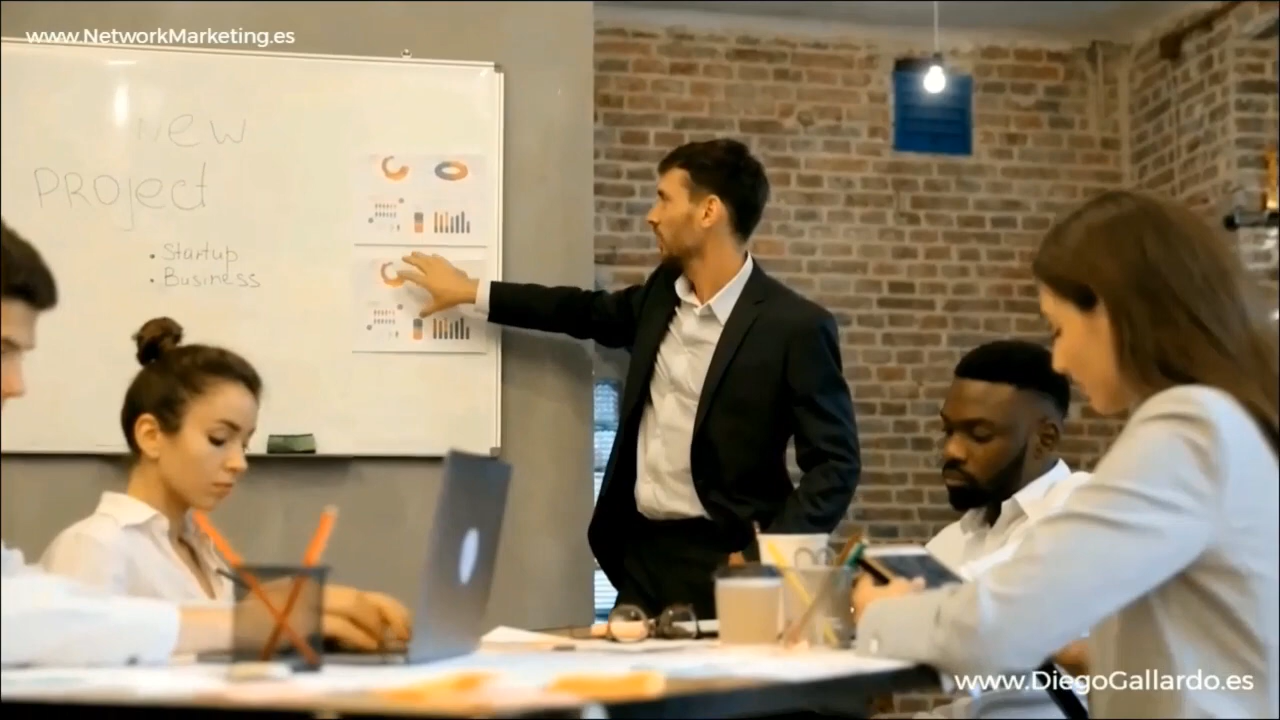 www.NetworkMarketing.es
New
PRoject
• Startup
• Business
www.DiegoGallardo.es